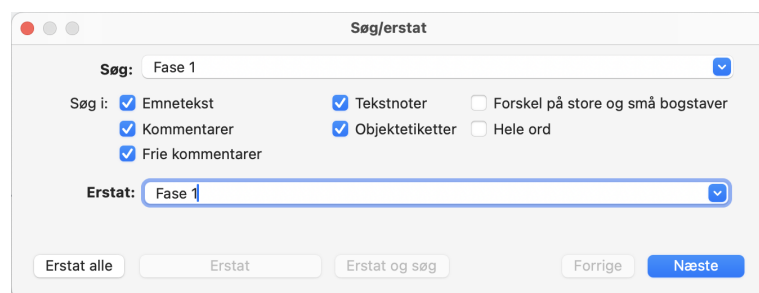 Søg/erstat
Søg: Fase 1
Søg i: Emnetekst Tekstnoter Forskel på store og små bogstaver
Kommentarer Objektetiketter Hele ord
Frie kommentarer
Erstat: Fase 1
Erstat alle Erstat Erstat og søg Forrige Næste